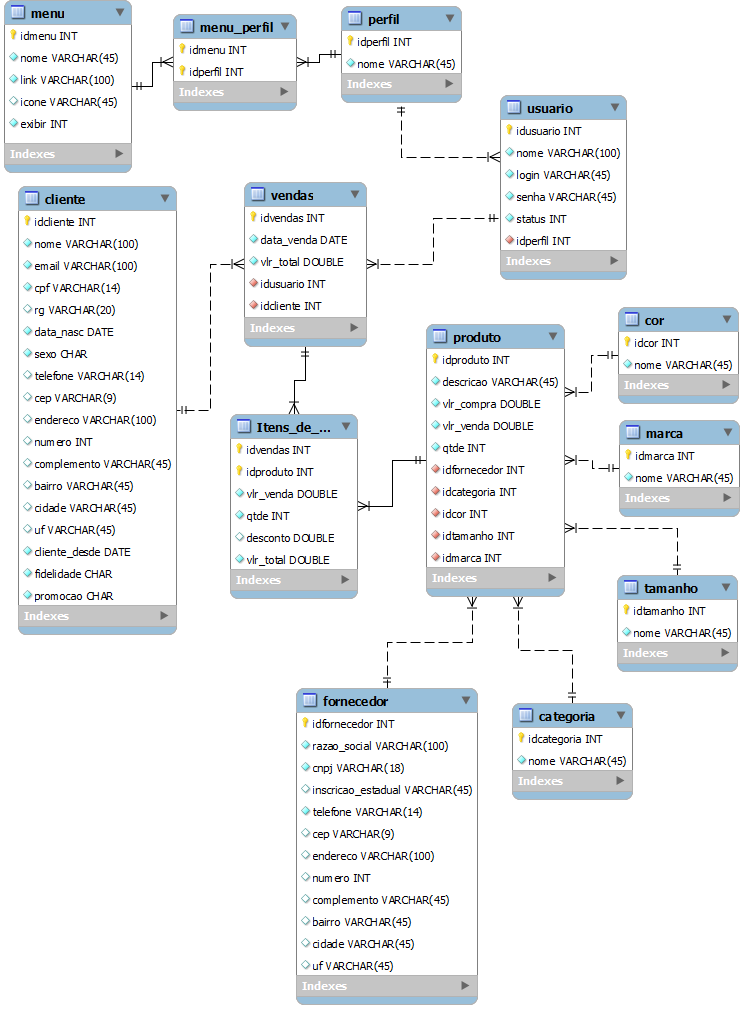 menu
idmenu INT
nome VARCHAR(45)
link VARCHAR(100)
icone VARCHAR(45)
exibir INT
Indexes
menu_perfil
idmenu INT
idperfil INT
Indexes
perfil
idperfil INT
nome VARCHAR(45)
Indexes
usuario
idusuario INT
nome VARCHAR(100)
login VARCHAR(45)
senha VARCHAR(45)
status INT
idperfil INT
Indexes
cliente
idcliente INT
nome VARCHAR(100)
email VARCHAR(100)
cpf VARCHAR(14)
rg VARCHAR(20)
data_nasc DATE
sexo CHAR
telefone VARCHAR(14)
cep VARCHAR(9)
endereco VARCHAR(100)
numero INT
complemento VARCHAR(45)
bairro VARCHAR(45)
cidade VARCHAR(45)
uf VARCHAR(45)
cliente_desde DATE
fidelidade CHAR
promocao CHAR
Indexes
vendas
idvendas INT
data_venda DATE
vlr_total DOUBLE
idusuario INT
idcliente INT
Indexes
Itens_de_...
idvendas INT
idproduto INT
vlr_venda DOUBLE
qtde INT
desconto DOUBLE
vlr_total DOUBLE
Indexes
produto
idproduto INT
descricao VARCHAR(45)
vlr_compra DOUBLE
vlr_venda DOUBLE
qtde INT
idfornecedor INT
idcategoria INT
idcor INT
idtamanho INT
idmarca INT
Indexes
cor
idcor INT
nome VARCHAR(45)
Indexes
marca
idmarca INT
nome VARCHAR(45)
Indexes
tamanho
idtamanho INT
nome VARCHAR(45)
Indexes
fornecedor
idfornecedor INT
razao_social VARCHAR(100)
cnpj VARCHAR(18)
inscricao_estadual VARCHAR(45)
telefone VARCHAR(14)
cep VARCHAR(9)
endereco VARCHAR(100)
numero INT
complemento VARCHAR(45)
bairro VARCHAR(45)
cidade VARCHAR(45)
uf VARCHAR(45)
Indexes
categoria
idcategoria INT
nome VARCHAR(45)
Indexes